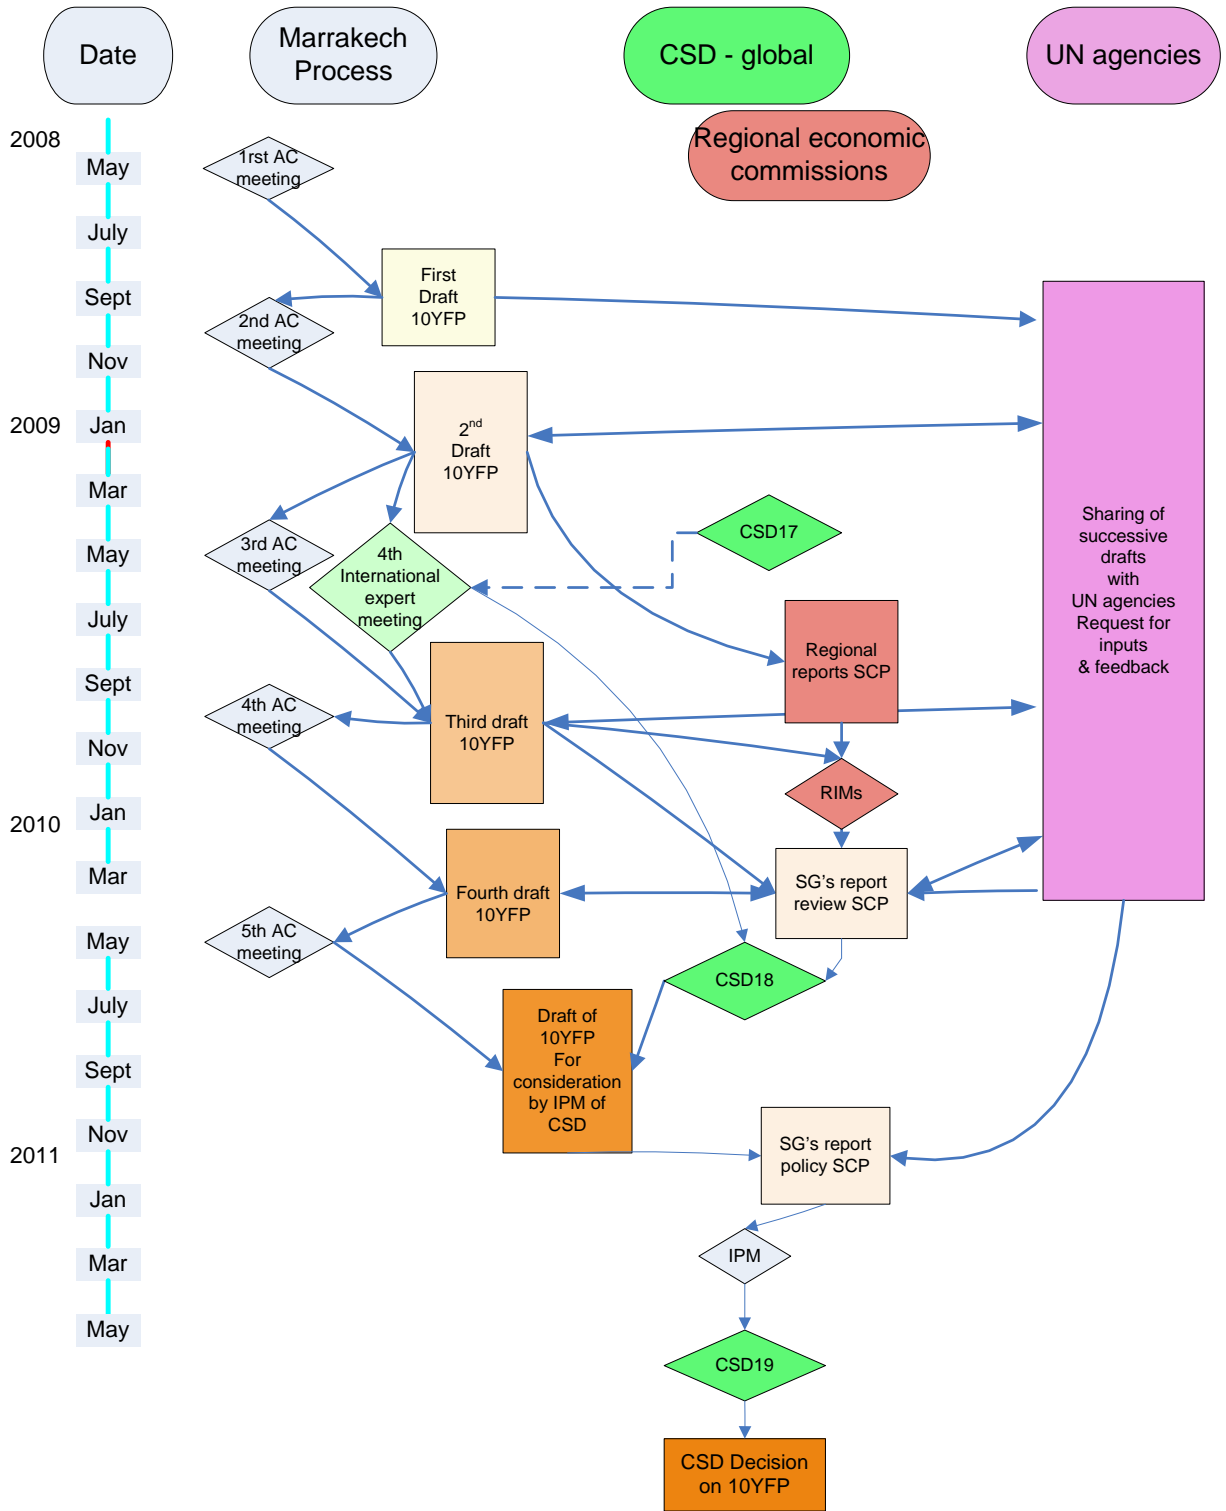 Date
Marrakech
Process
CSD - global
UN agencies
Regional economic
commissions
2008
May
July
Sept
Nov
2009
Jan
Mar
May
July
Sept
Nov
Jan
2010
Mar
May
July
Sept
Nov
2011
Jan
Mar
May
1rst AC
meeting
First
Draft
10YFP
2nd AC
meeting
2nd
Draft
10YFP
3rd AC
meeting
4th
International
expert
meeting
CSD17
Sharing of
successive
drafts
with
UN agencies
Request for
inputs
& feedback
Regional
reports SCP
4th AC
meeting
Third draft
10YFP
RIMs
Fourth draft
10YFP
SG's report
review SCP
5th AC
meeting
CSD18
Draft of
10YFP
For
consideration
by IPM of
CSD
SG's report
policy SCP
IPM
CSD19
CSD Decision
on 10YFP